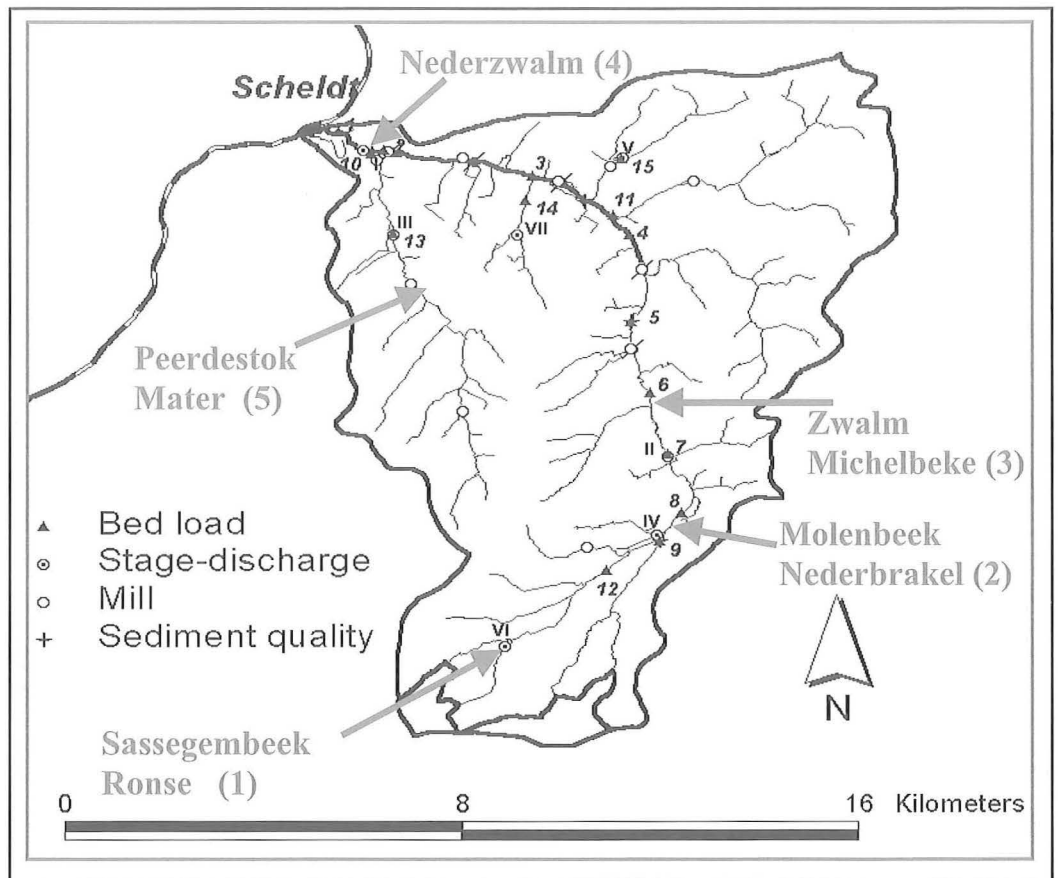 Nederzwalm (4)
Scheldt
10
3
V
15
14
11
III
13
VII
4
5
Peerdestok
Mater (5)
6
Zwalm
Michelbeke (3)
II
7
8
IV
9
Molenbeek
Nederbrakel (2)
12
VI
Bed load
Stage-discharge
Mill
Sediment quality
N
Sassegembeek
Ronse (1)
0 8 16 Kilometers